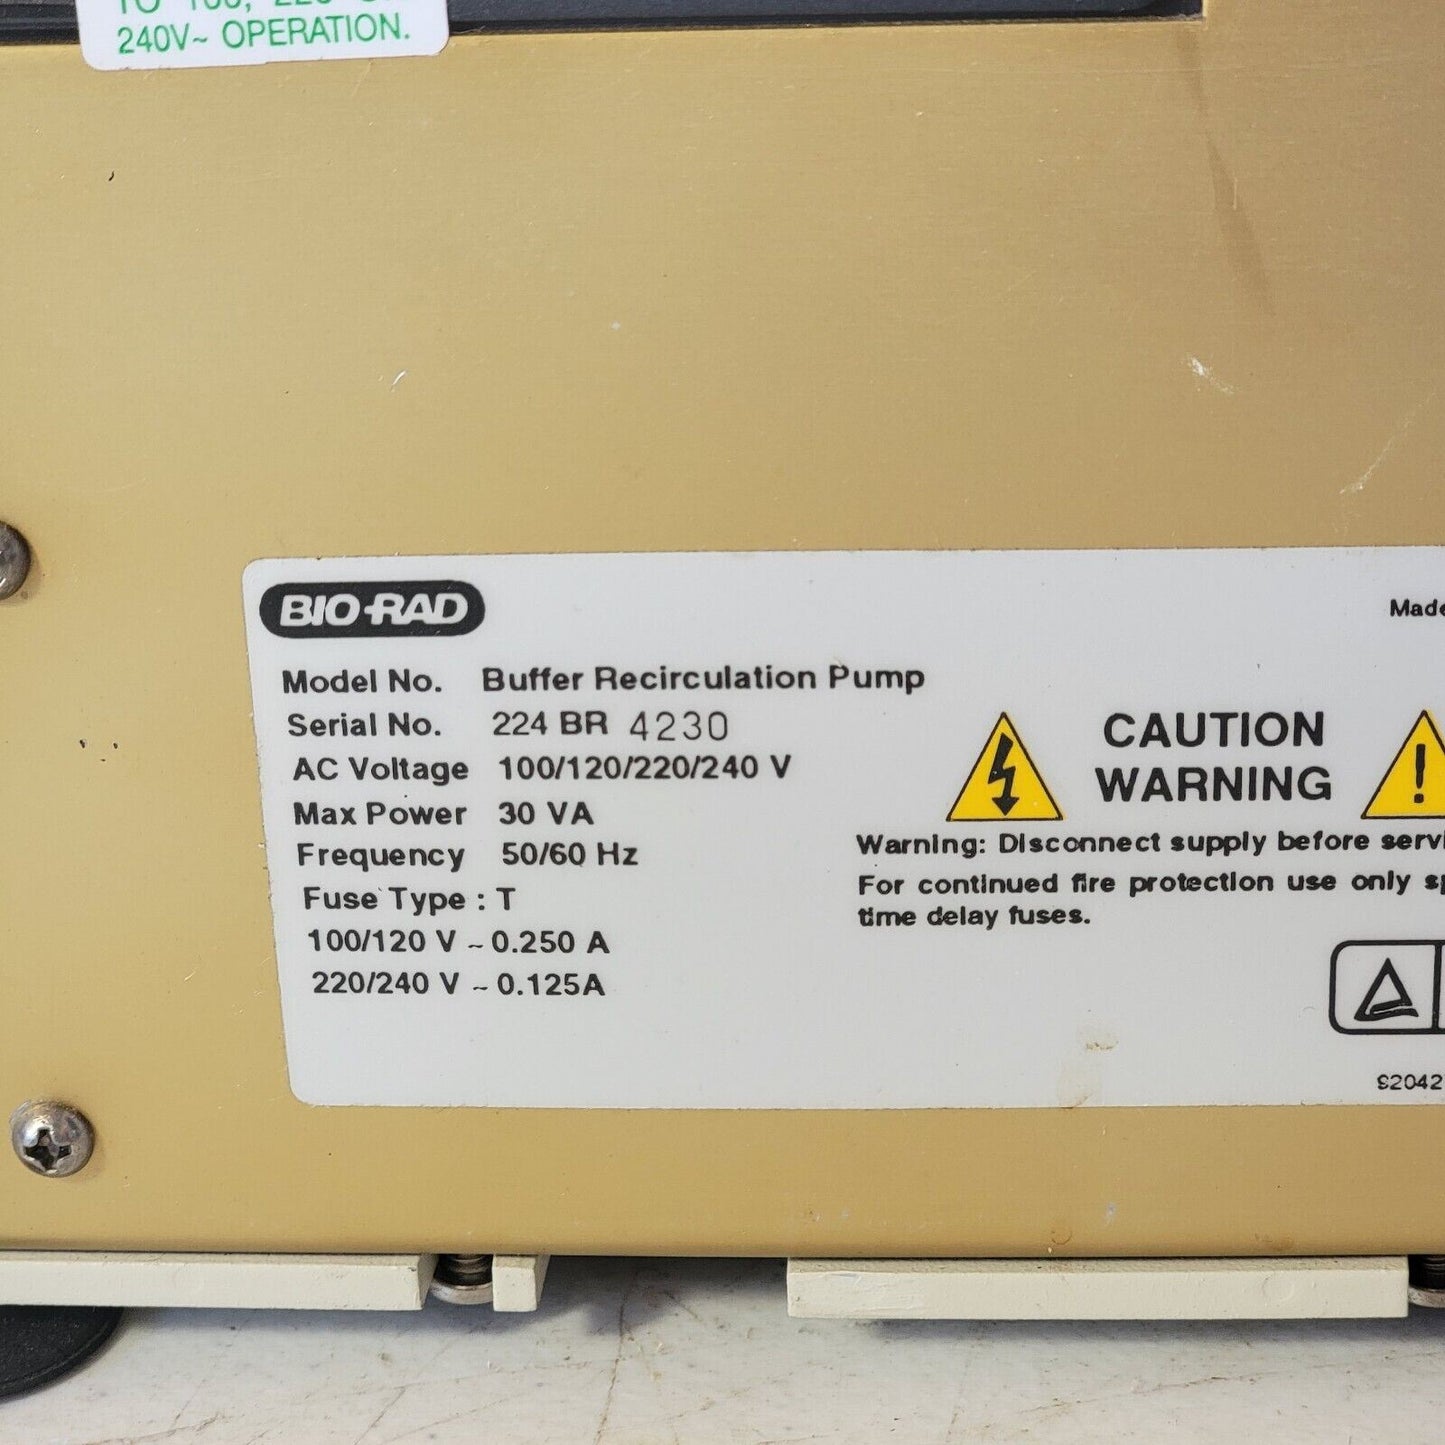 240V~ OPERATION.
BIO-RAD
Made
Model No. Buffer Recirculation Pump
Serial No. 224 BR 4230
AC Voltage 100/120/220/240 V
Max Power 30 VA
Frequency 50/60 Hz
Fuse Type : T
100/120 V ~ 0.250 A
220/240 V ~ 0.125A
CAUTION
WARNING
Warning: Disconnect supply before
For continued fire protection use only
time delay fuses.